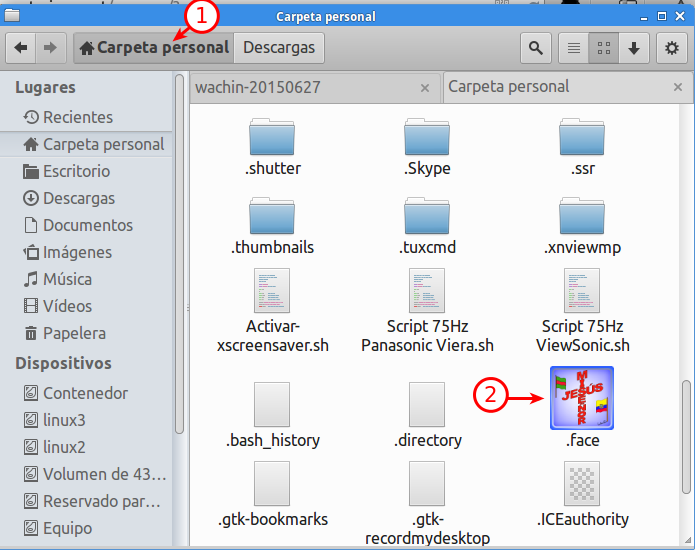 Carpeta personal
1
Carpeta personal
Descargas
Lugares
Recientes
Carpeta personal
Escritorio
Descargas
Documentos
Imágenes
Música
Vídeos
Papelera
Dispositivos
Contenedor
linux3
linux2
Volumen de 43...
Reservado par...
Equipo
wachin-20150627
Carpeta personal
.shutter
.Skype
.ssr
.thumbnails
.tuxcmd
.xnviewmp
Activar-
xscreensaver.sh
Script 75Hz
Panasonic Viera.sh
Script 75Hz
ViewSonic.sh
2
JESÚS
.bash_history
.directory
.face
.gtk-bookmarks
.gtk-
recordmydesktop
.ICEauthority